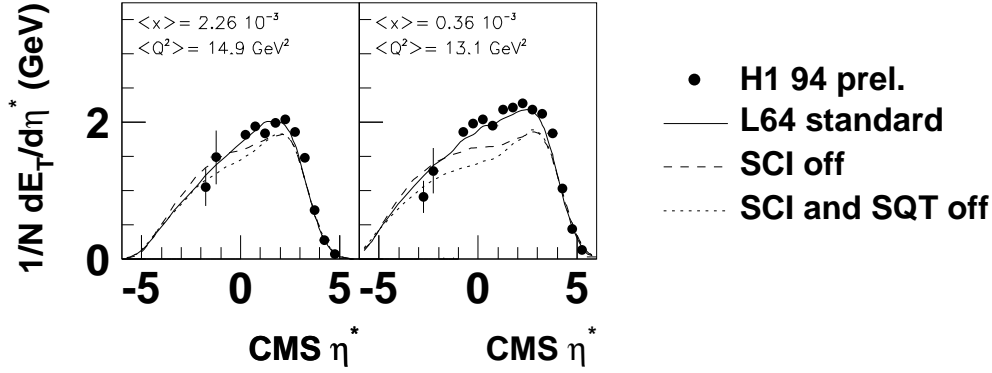 <x>= 2.26 10⁻³
<Q²>= 14.9 GeV²
<x>= 0.36 10⁻³
<Q²>= 13.1 GeV²
1/N dE_T/dη* (GeV)
2
0
-5 0 5 -5 0 5
CMS η* CMS η*
H1 94 prel.
L64 standard
SCI off
SCI and SQT off